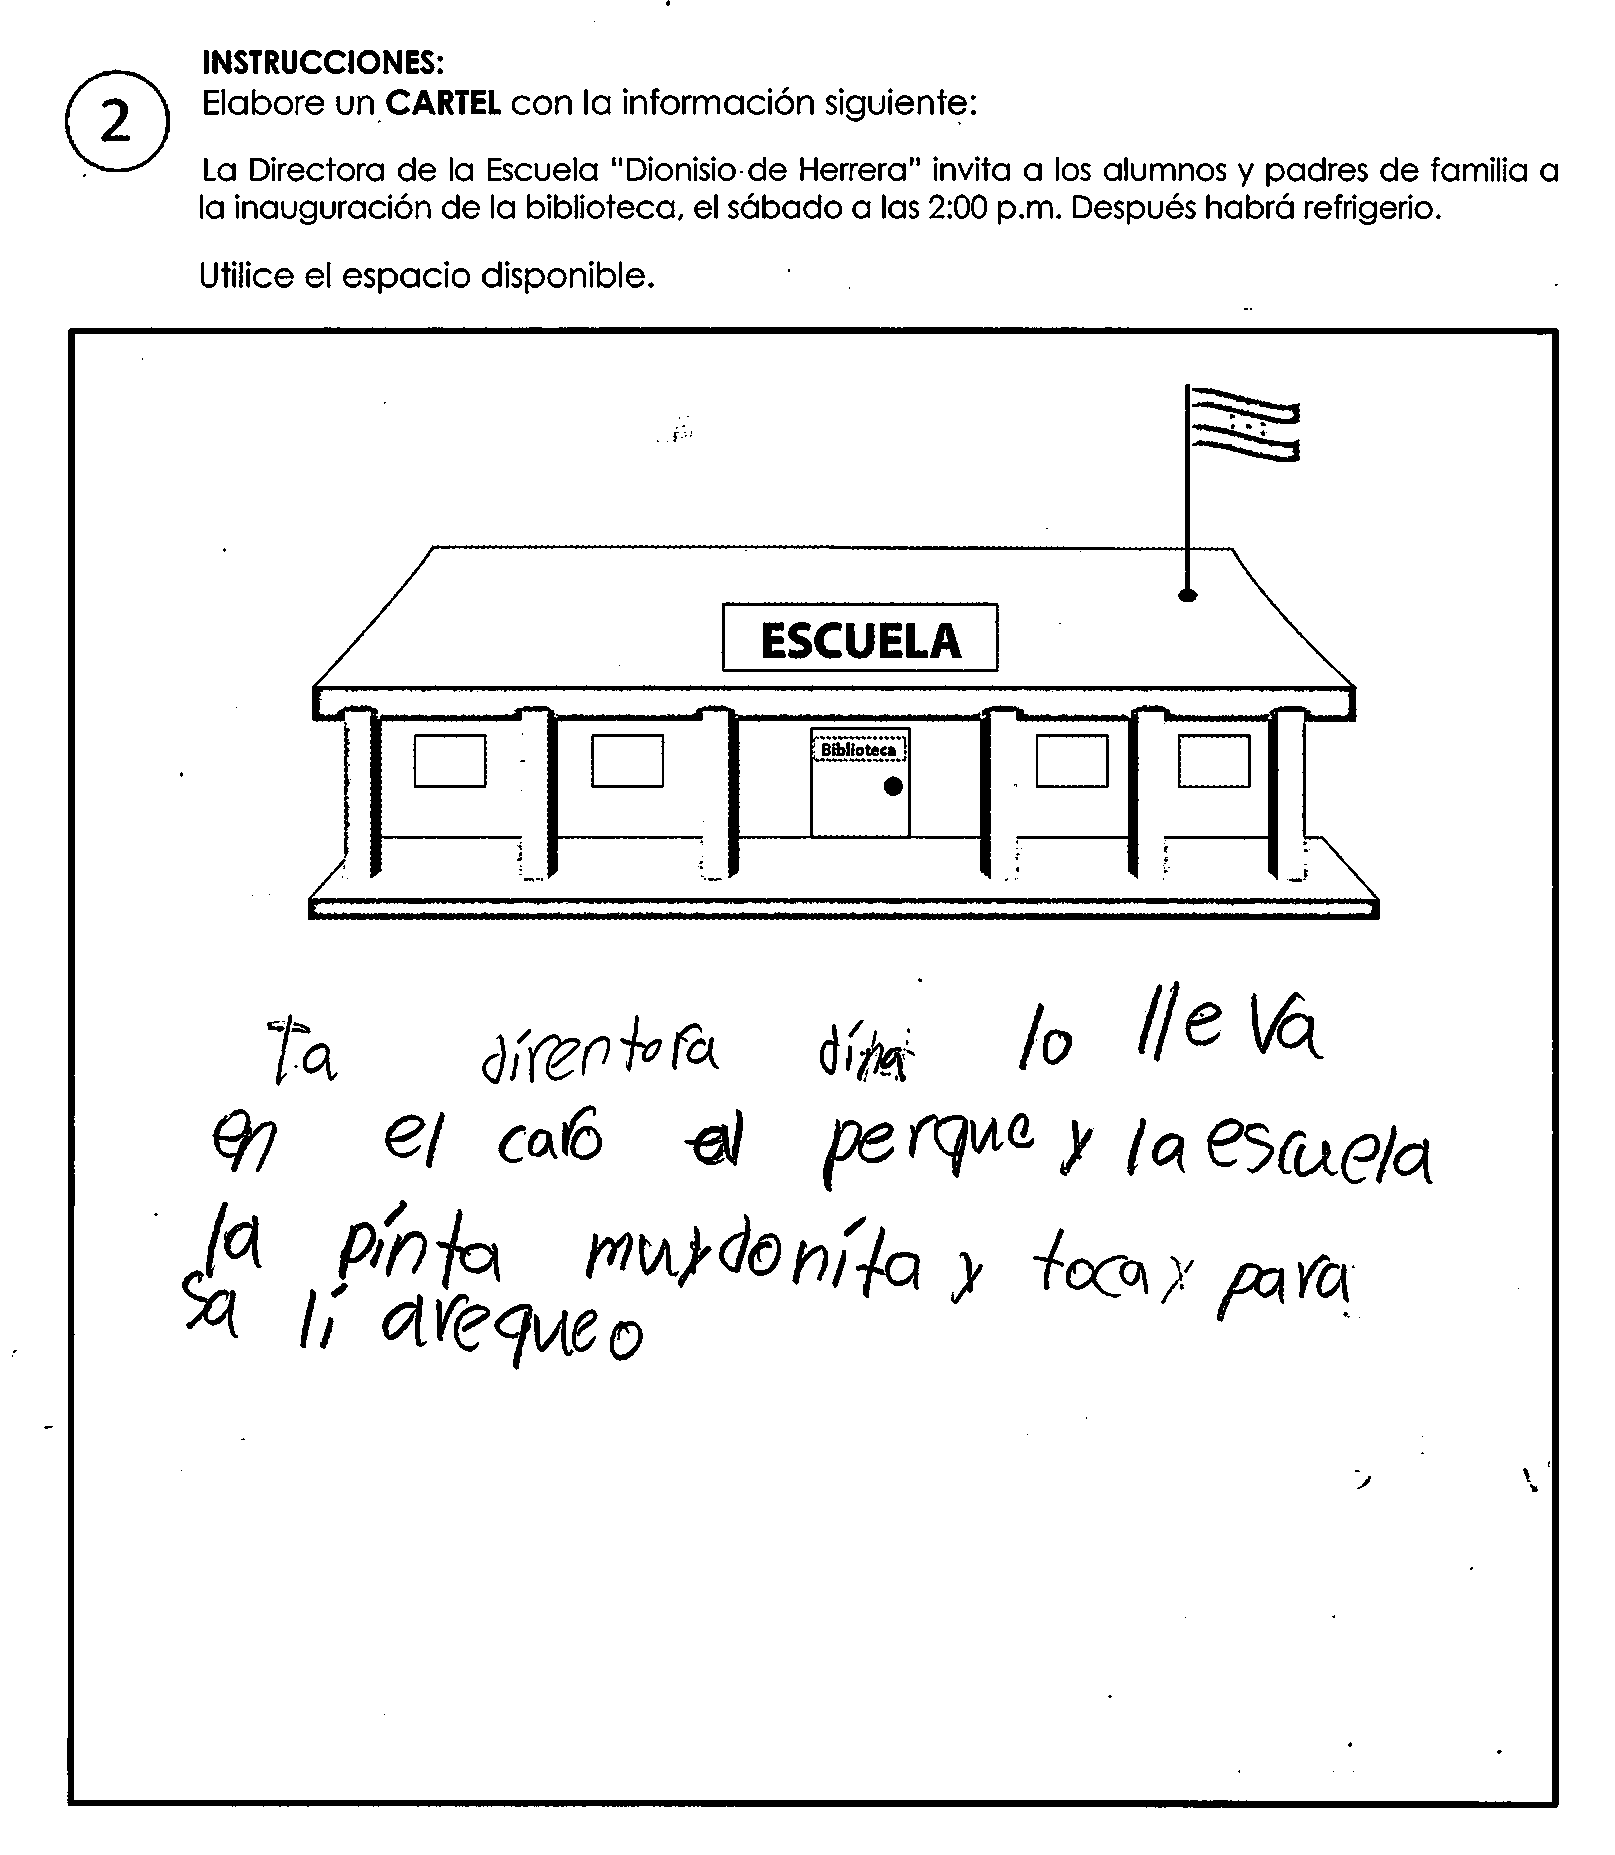 INSTRUCCIONES:
2
Elabore un CARTEL con la información siguiente:
La Directora de la Escuela "Dionisio de Herrera" invita a los alumnos y padres de familia a
la inauguración de la biblioteca, el sábado a las 2:00 p.m. Después habrá refrigerio.
Utilice el espacio disponible.
ESCUELA
Biblioteca
Ta direntora dina lo lleva
en el caro el perque y la escuela
la pinta muydonita y toca y para
sa li arequeo